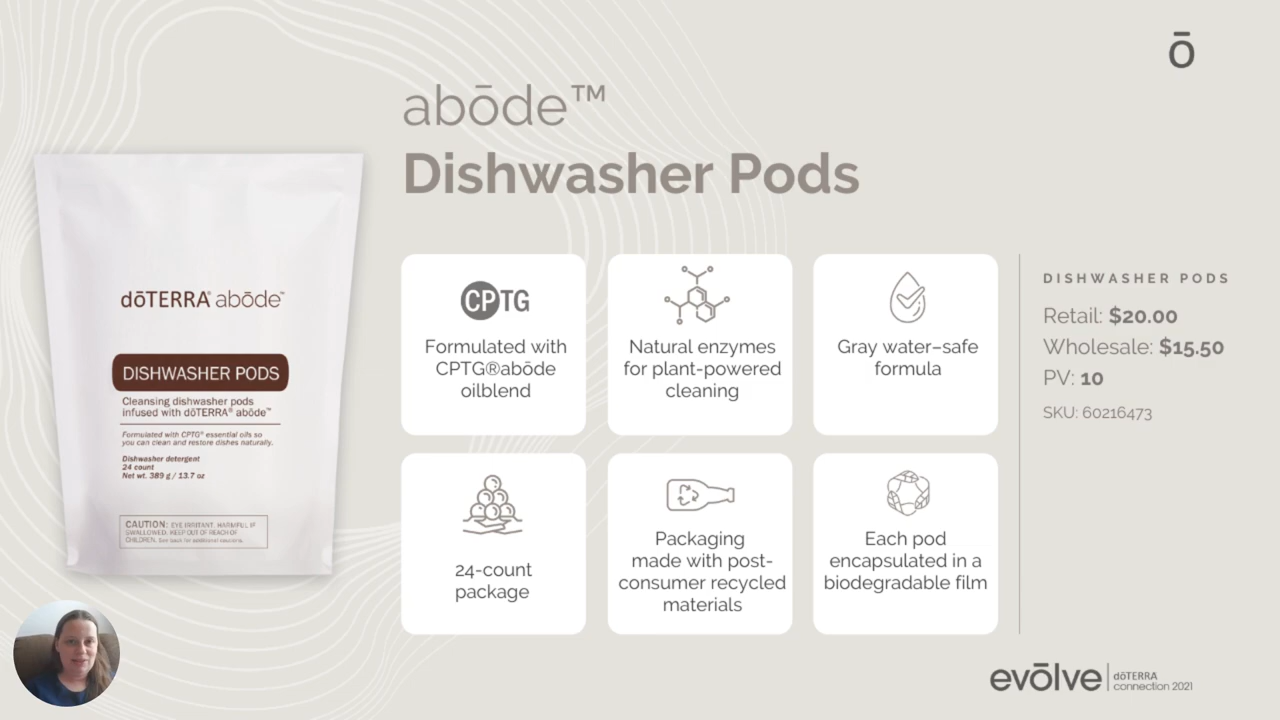 ō
abōde™
Dishwasher Pods
dōTERRA® abōde™
DISHWASHER PODS
Cleansing dishwasher pods
infused with dōTERRA® abōde™
Formulated with CPTG® essential oils so
you can clean and restore dishes naturally.
Dishwasher detergent
24 count
Net wt. 389 g / 13.7 oz
CAUTION: EYE IRRITANT. HARMFUL IF
SWALLOWED. KEEP OUT OF REACH OF
CHILDREN. See back for additional cautions.
CPTG
Formulated with
CPTG®abōde
oilblend
Natural enzymes
for plant-powered
cleaning
Gray water–safe
formula
24-count
package
Packaging
made with post-
consumer recycled
materials
Each pod
encapsulated in a
biodegradable film
DISHWASHER PODS
Retail: $20.00
Wholesale: $15.50
PV: 10
SKU: 60216473
evōlve
dōTERRA
connection 2021